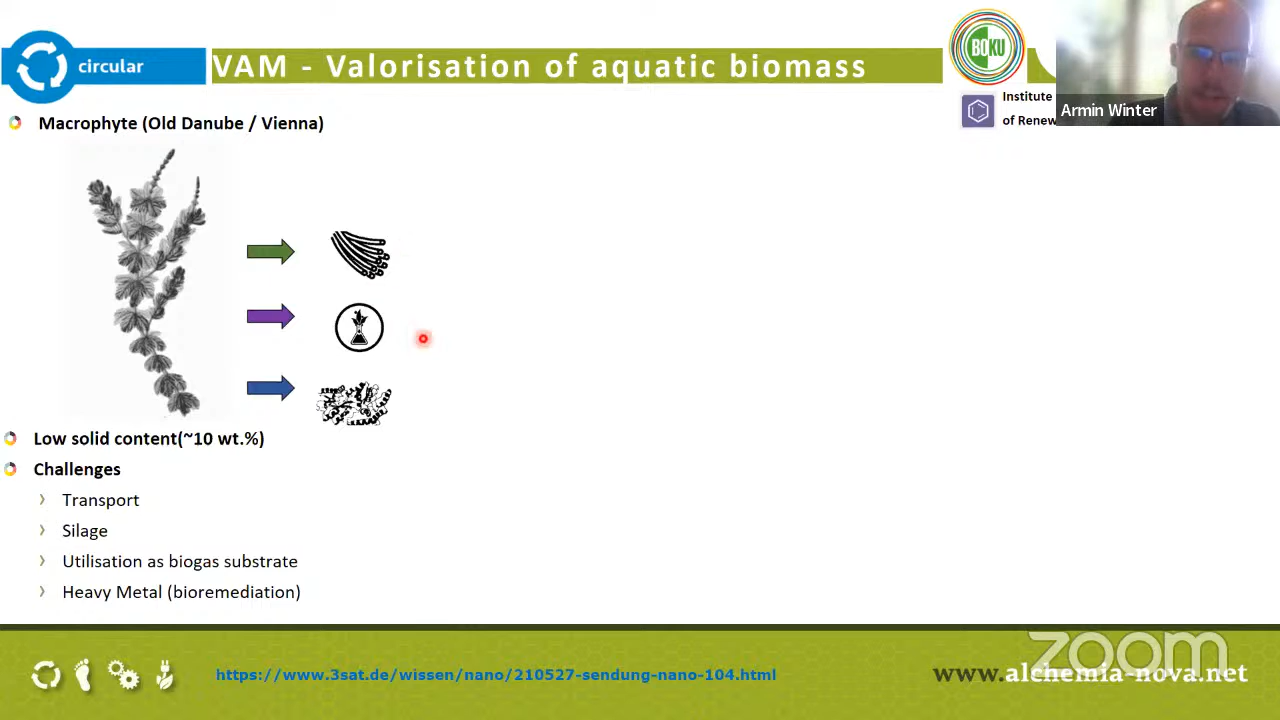 circular
VAM - Valorisation of aquatic biomass
BOKU
Institute
of Renew
Armin Winter
Macrophyte (Old Danube / Vienna)
Low solid content(~10 wt.%)
Challenges
Transport
Silage
Utilisation as biogas substrate
Heavy Metal (bioremediation)
https://www.3sat.de/wissen/nano/210527-sendung-nano-104.html
zoom
www.alchemia-nova.net